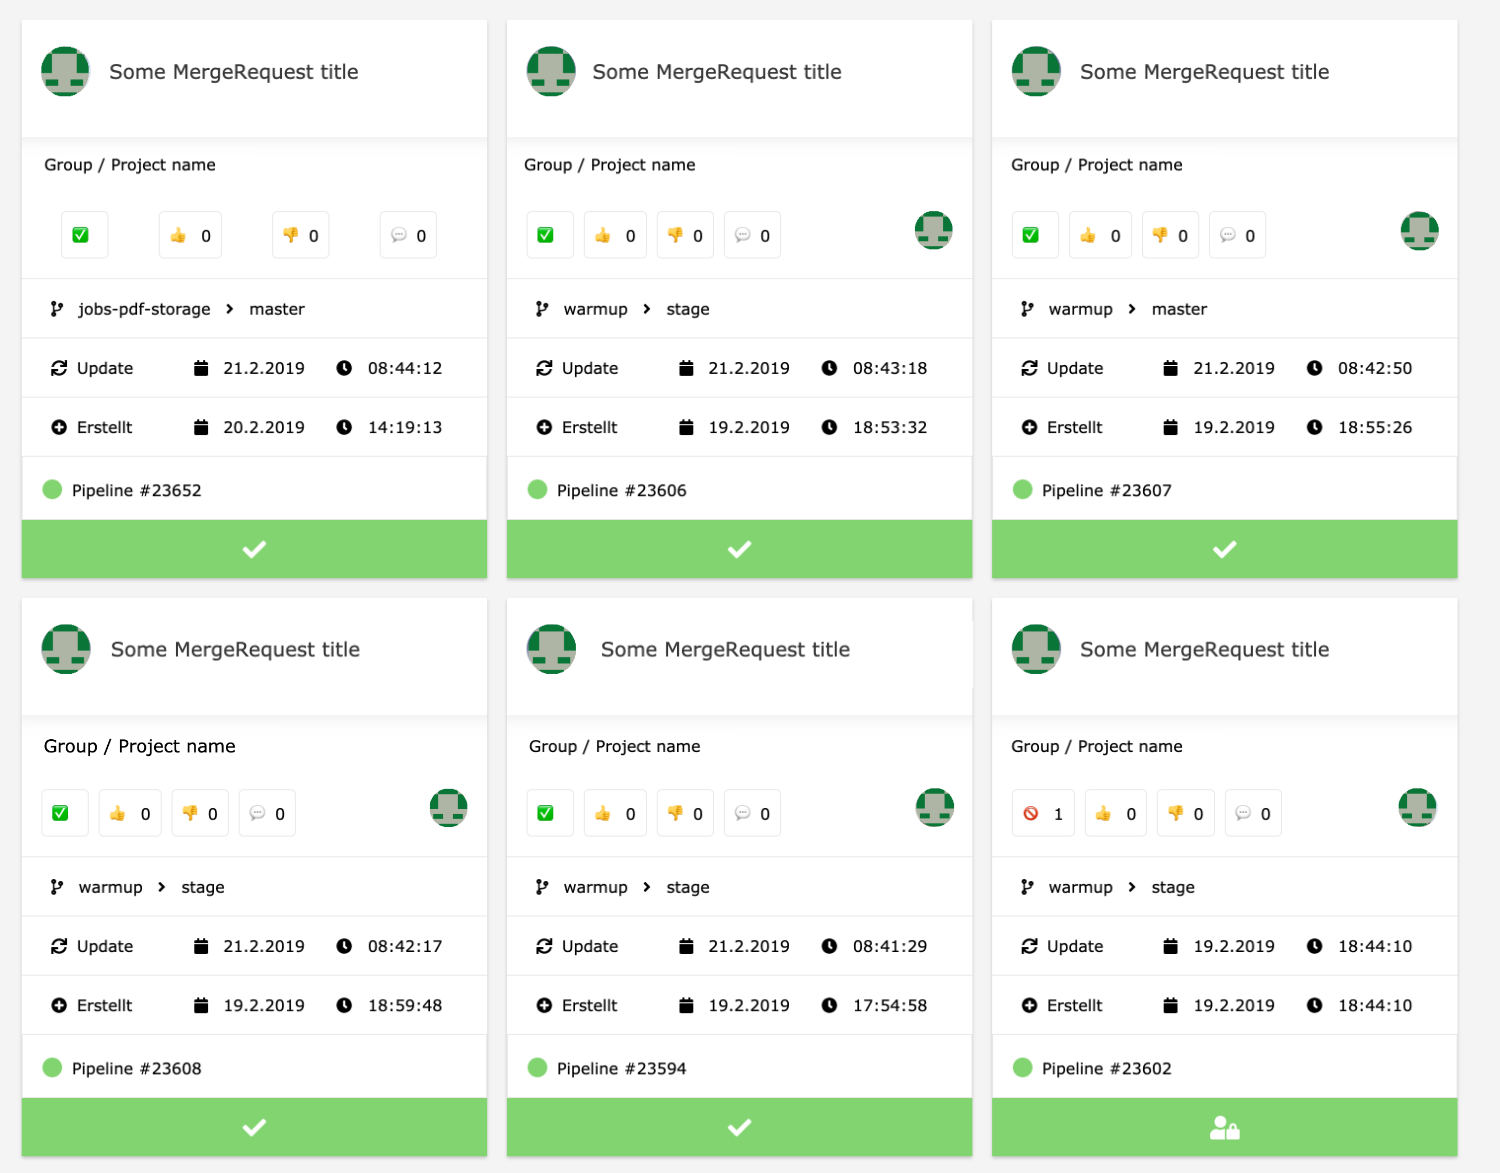 Some MergeRequest title
Group / Project name
0 0 0
jobs-pdf-storage master
Update 21.2.2019 08:44:12
Erstellt 20.2.2019 14:19:13
Pipeline #23652
Some MergeRequest title
Group / Project name
0 0 0
warmup stage
Update 21.2.2019 08:43:18
Erstellt 19.2.2019 18:53:32
Pipeline #23606
Some MergeRequest title
Group / Project name
0 0 0
warmup master
Update 21.2.2019 08:42:50
Erstellt 19.2.2019 18:55:26
Pipeline #23607
Some MergeRequest title
Group / Project name
0 0 0
warmup stage
Update 21.2.2019 08:42:17
Erstellt 19.2.2019 18:59:48
Pipeline #23608
Some MergeRequest title
Group / Project name
0 0 0
warmup stage
Update 21.2.2019 08:41:29
Erstellt 19.2.2019 17:54:58
Pipeline #23594
Some MergeRequest title
Group / Project name
1 0 0 0
warmup stage
Update 19.2.2019 18:44:10
Erstellt 19.2.2019 18:44:10
Pipeline #23602